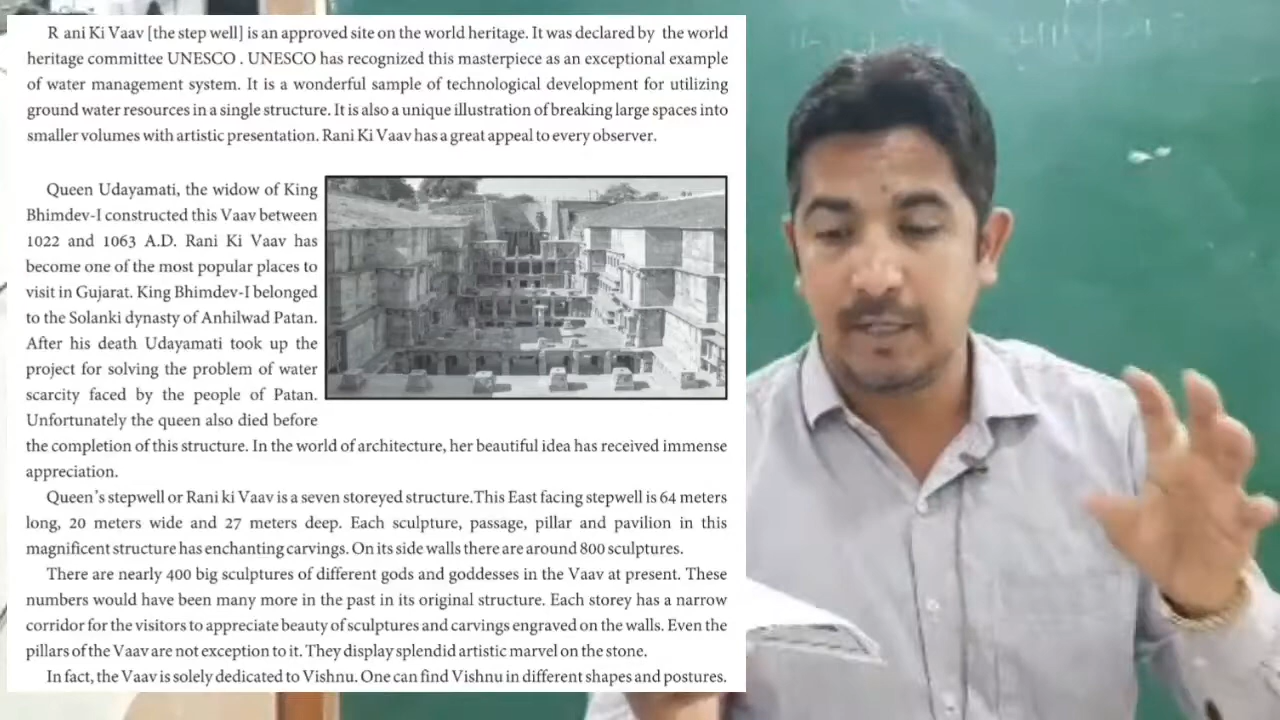 R ani Ki Vaav [the step well] is an approved site on the world heritage. It was declared by the world
heritage committee UNESCO . UNESCO has recognized this masterpiece as an exceptional example
of water management system. It is a wonderful sample of technological development for utilizing
ground water resources in a single structure. It is also a unique illustration of breaking large spaces into
smaller volumes with artistic presentation. Rani Ki Vaav has a great appeal to every observer.
Queen Udayamati, the widow of King
Bhimdev-I constructed this Vaav between
1022 and 1063 A.D. Rani Ki Vaav has
become one of the most popular places to
visit in Gujarat. King Bhimdev-I belonged
to the Solanki dynasty of Anhilwad Patan.
After his death Udayamati took up the
project for solving the problem of water
scarcity faced by the people of Patan.
Unfortunately the queen also died before
the completion of this structure. In the world of architecture, her beautiful idea has received immense
appreciation.
Queen's stepwell or Rani ki Vaav is a seven storeyed structure.This East facing stepwell is 64 meters
long, 20 meters wide and 27 meters deep. Each sculpture, passage, pillar and pavilion in this
magnificent structure has enchanting carvings. On its side walls there are around 800 sculptures.
There are nearly 400 big sculptures of different gods and goddesses in the Vaav at present. These
numbers would have been many more in the past in its original structure. Each storey has a narrow
corridor for the visitors to appreciate beauty of sculptures and carvings engraved on the walls. Even the
pillars of the Vaav are not exception to it. They display splendid artistic marvel on the stone.
In fact, the Vaav is solely dedicated to Vishnu. One can find Vishnu in different shapes and postures.